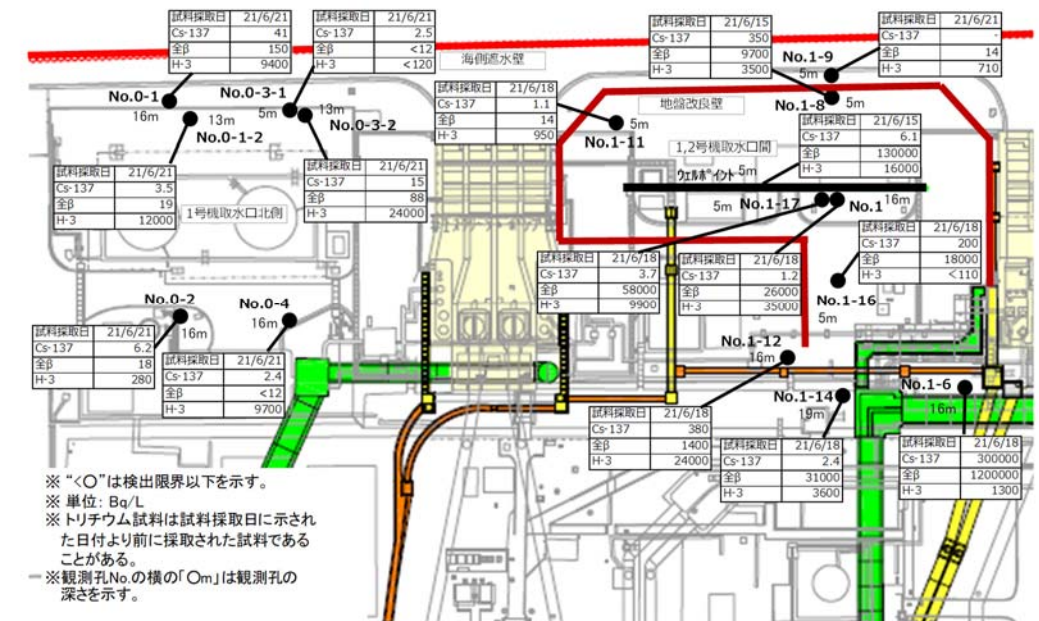 試料採取日 21/6/21
Cs-137 41
全β 150
H-3 9400
試料採取日 21/6/21
Cs-137 2.5
全β <12
H-3 <120
試料採取日 21/6/15
Cs-137 350
全β 9700
H-3 3500
試料採取日 21/6/21
Cs-137 -
全β 14
H-3 710
海側遮水壁
No.1-9
5m
No.0-1
16m
No.0-3-1
5m
13m
No.0-3-2
13m
No.0-1-2
試料採取日 21/6/18
Cs-137 1.1
全β 14
H-3 950
5m
No.1-11
地盤改良壁
No.1-8
5m
試料採取日 21/6/15
Cs-137 6.1
全β 130000
H-3 16000
1,2号機取水口間
ウェルポイント 5m
5m
No.1-17
No.1
16m
試料採取日 21/6/21
Cs-137 3.5
全β 19
H-3 12000
1号機取水口北側
試料採取日 21/6/21
Cs-137 15
全β 88
H-3 24000
試料採取日 21/6/18
Cs-137 3.7
全β 58000
H-3 9900
試料採取日 21/6/18
Cs-137 1.2
全β 26000
H-3 35000
試料採取日 21/6/18
Cs-137 200
全β 18000
H-3 <110
No.1-16
5m
No.0-2
16m
No.0-4
16m
試料採取日 21/6/21
Cs-137 6.2
全β 18
H-3 280
試料採取日 21/6/21
Cs-137 2.4
全β <12
H-3 9700
No.1-12
16m
No.1-14
19m
No.1-6
16m
試料採取日 21/6/18
Cs-137 380
全β 1400
H-3 24000
試料採取日 21/6/18
Cs-137 2.4
全β 31000
H-3 3600
試料採取日 21/6/18
Cs-137 300000
全β 1200000
H-3 1300
※ “<〇”は検出限界以下を示す。
※ 単位: Bq/L
※ トリチウム試料は試料採取日に示され
た日付より前に採取された試料である
ことがある。
※観測孔No.の横の「〇m」は観測孔の
深さを示す。